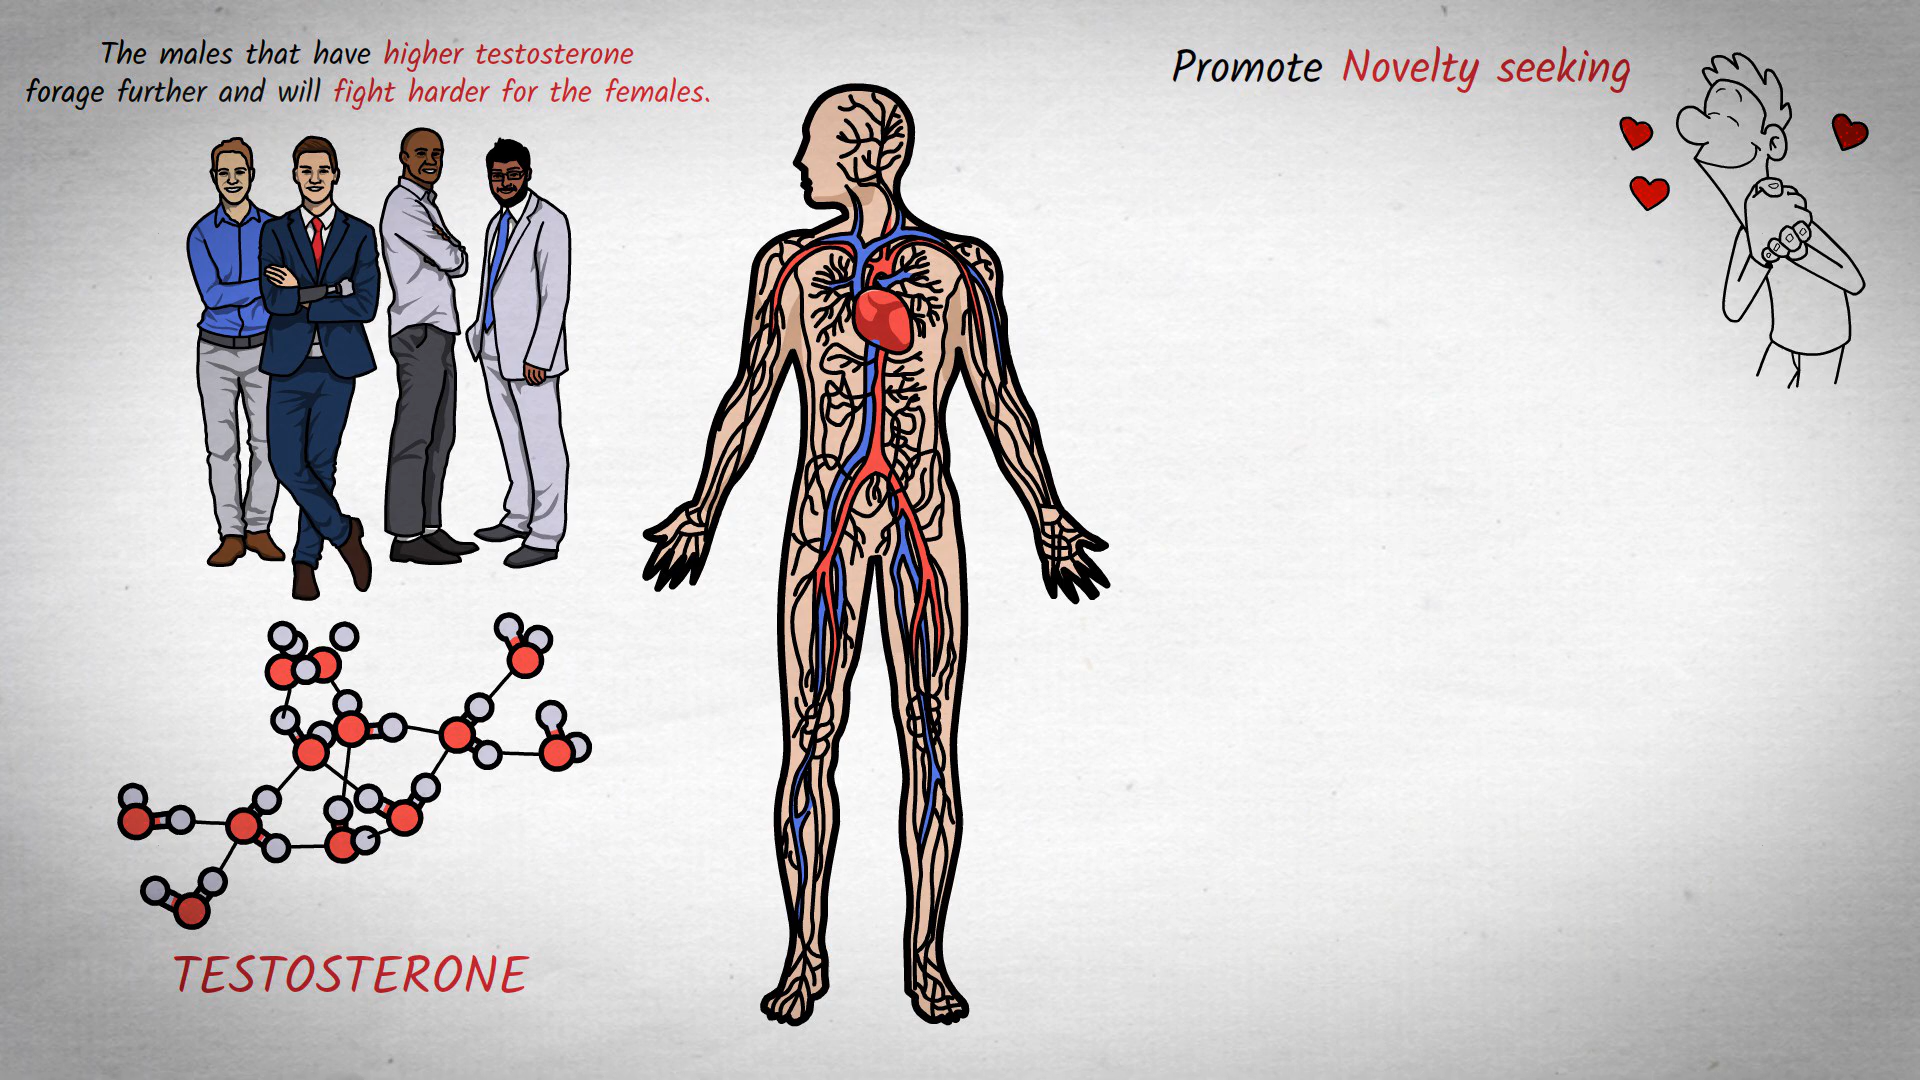 The males that have higher testosterone
forage further and will fight harder for the females.
Promote Novelty seeking
TESTOSTERONE